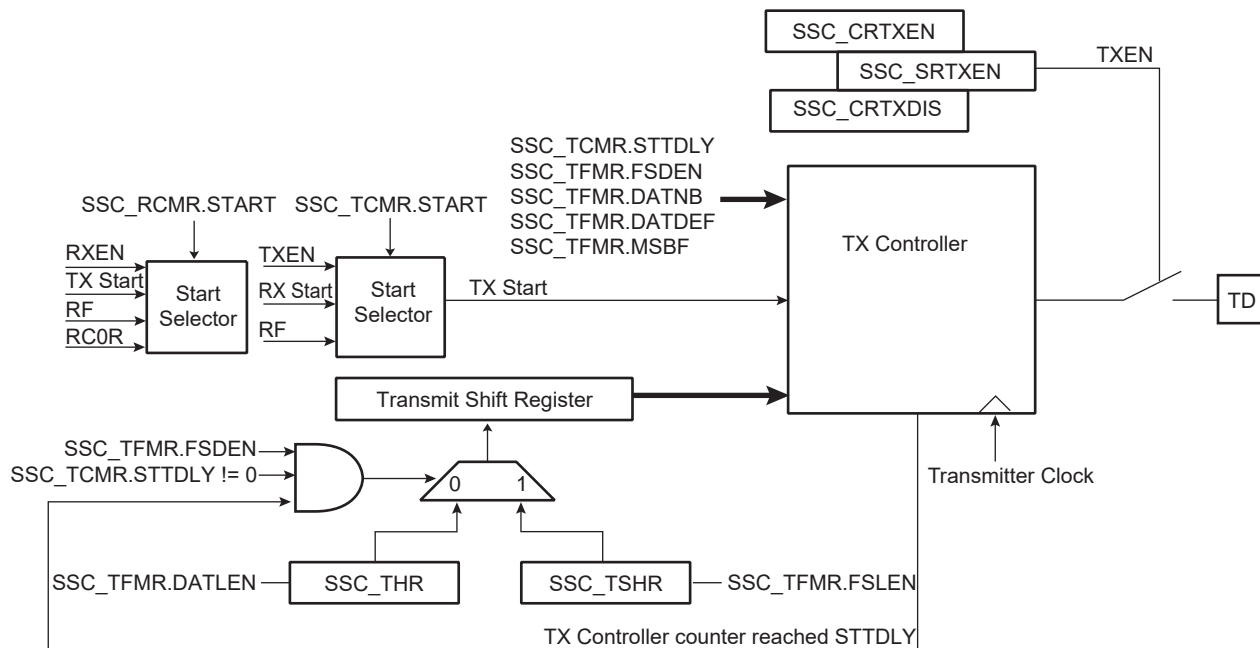 SSC_CRTXEN
SSC_SRTXEN
TXEN
SSC_CRTXDIS
SSC_TCMR.STTDLY
SSC_TFMR.FSDEN
SSC_TFMR.DATNB
SSC_TFMR.DATDEF
SSC_TFMR.MSBF
SSC_RCMR.START
SSC_TCMR.START
RXEN
TX Start
RF
RC0R
Start
Selector
TXEN
RX Start
RF
Start
Selector
TX Start
TX Controller
TD
Transmit Shift Register
Transmitter Clock
SSC_TFMR.FSDEN
SSC_TCMR.STTDLY != 0
0
1
SSC_TFMR.DATLEN
SSC_THR
SSC_TSHR
SSC_TFMR.FSLEN
TX Controller counter reached STTDLY